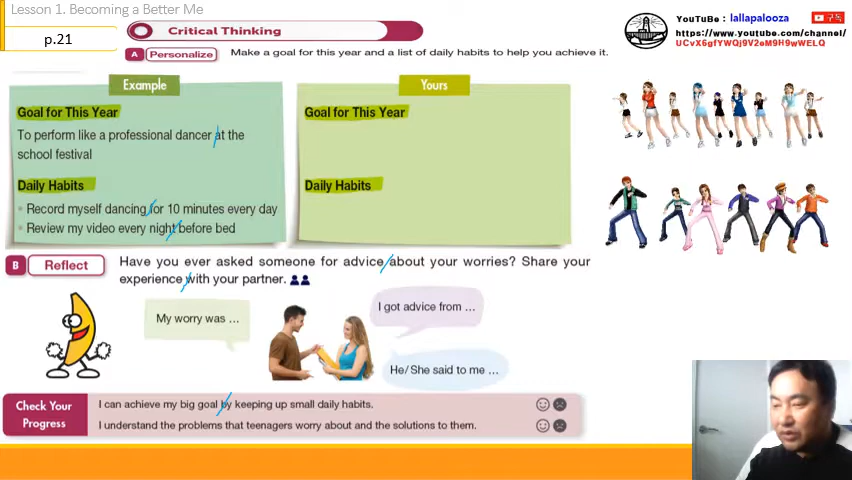 Lesson 1. Becoming a Better Me
p.21
Critical Thinking
A Personalize Make a goal for this year and a list of daily habits to help you achieve it.
YouTuBe : lallapalooza
구독
https://www.youtube.com/channel/
UCvX6gfYWQj9V2eM9H9wWELQ
Example
Goal for This Year
To perform like a professional dancer at the
school festival
Daily Habits
• Record myself dancing for 10 minutes every day
• Review my video every night before bed
Yours
Goal for This Year
Daily Habits
B Reflect Have you ever asked someone for advice about your worries? Share your
experience with your partner.
My worry was ...
I got advice from ...
He/She said to me ...
Check Your
Progress
I can achieve my big goal by keeping up small daily habits.
I understand the problems that teenagers worry about and the solutions to them.